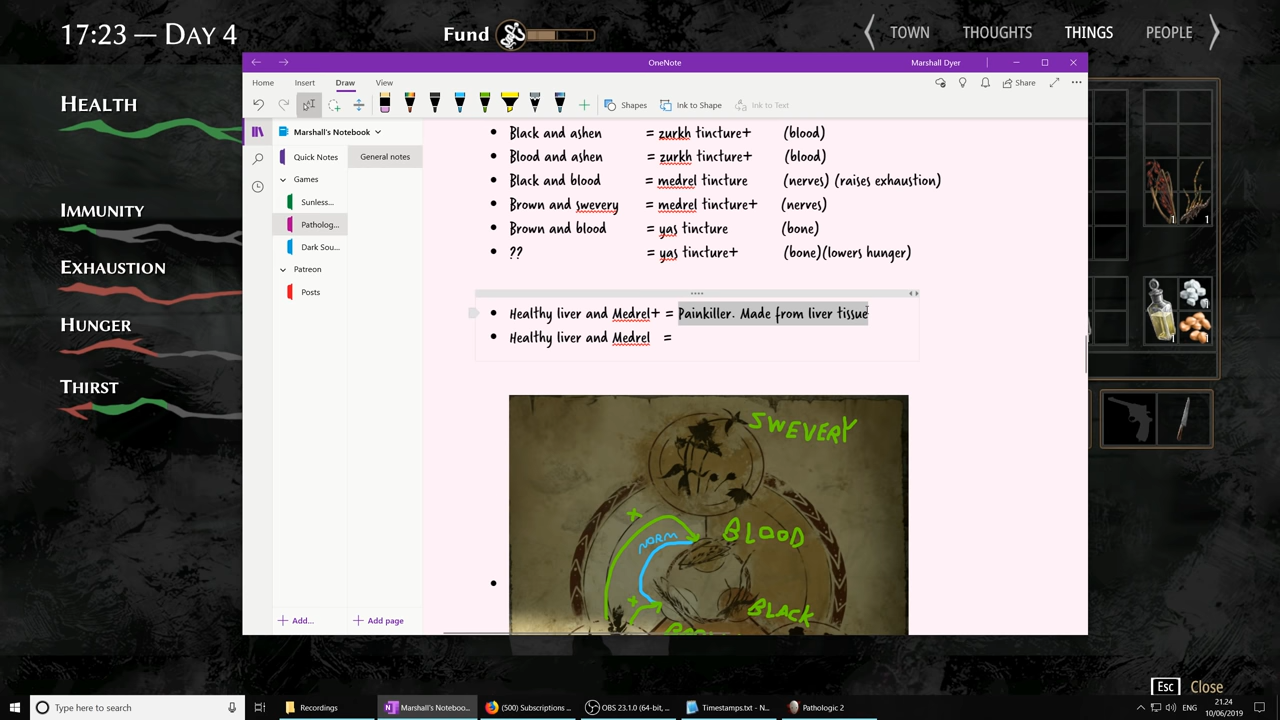 17:23 — DAY 4
Fund
TOWN
THOUGHTS
THINGS
PEOPLE
HEALTH
IMMUNITY
EXHAUSTION
HUNGER
THIRST
OneNote
Marshall Dyer
Home
Insert
Draw
View
Share
Shapes
Ink to Shape
Ink to Text
Marshall's Notebook
Quick Notes
Games
Sunless...
Patholog...
Dark Sou...
Patreon
Posts
General notes
Black and ashen = zurkh tincture+ (blood)
Blood and ashen = zurkh tincture+ (blood)
Black and blood = medrel tincture (nerves) (raises exhaustion)
Brown and swevery = medrel tincture+ (nerves)
Brown and blood = yas tincture (bone)
?? = yas tincture+ (bone)(lowers hunger)
Healthy liver and Medrel+ = Painkiller. Made from liver tissue
Healthy liver and Medrel =
SWEVERY
+
NORM
BLOOD
+
BLACK
Add...
Add page
1
1
1
1
Esc Close
Type here to search
Recordings
Marshall's Noteboo...
(500) Subscriptions ...
OBS 23.1.0 (64-bit, ...
Timestamps.txt - N...
Pathologic 2
ENG
21.24
10/06/2019